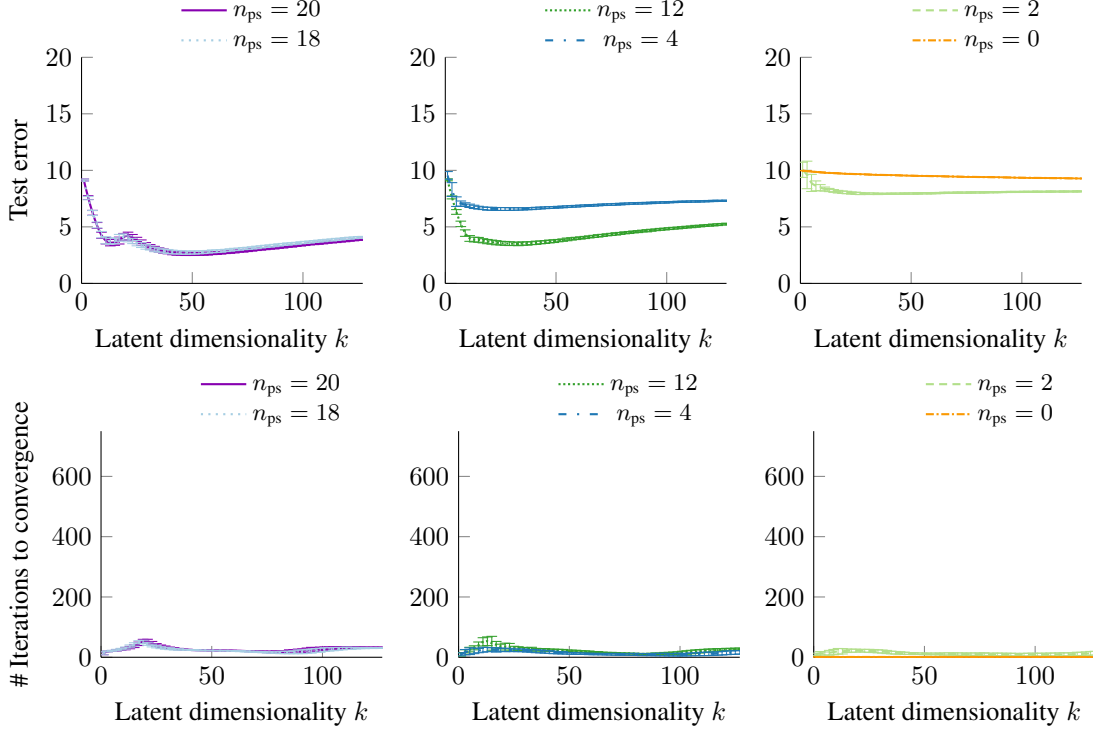 n_ps = 20
n_ps = 18
n_ps = 12
n_ps = 4
n_ps = 2
n_ps = 0
Test error
20
15
10
5
0
0 50 100
Latent dimensionality k
20
15
10
5
0
0 50 100
Latent dimensionality k
20
15
10
5
0
0 50 100
Latent dimensionality k
n_ps = 20
n_ps = 18
n_ps = 12
n_ps = 4
n_ps = 2
n_ps = 0
# Iterations to convergence
600
400
200
0
0 50 100
Latent dimensionality k
600
400
200
0
0 50 100
Latent dimensionality k
600
400
200
0
0 50 100
Latent dimensionality k